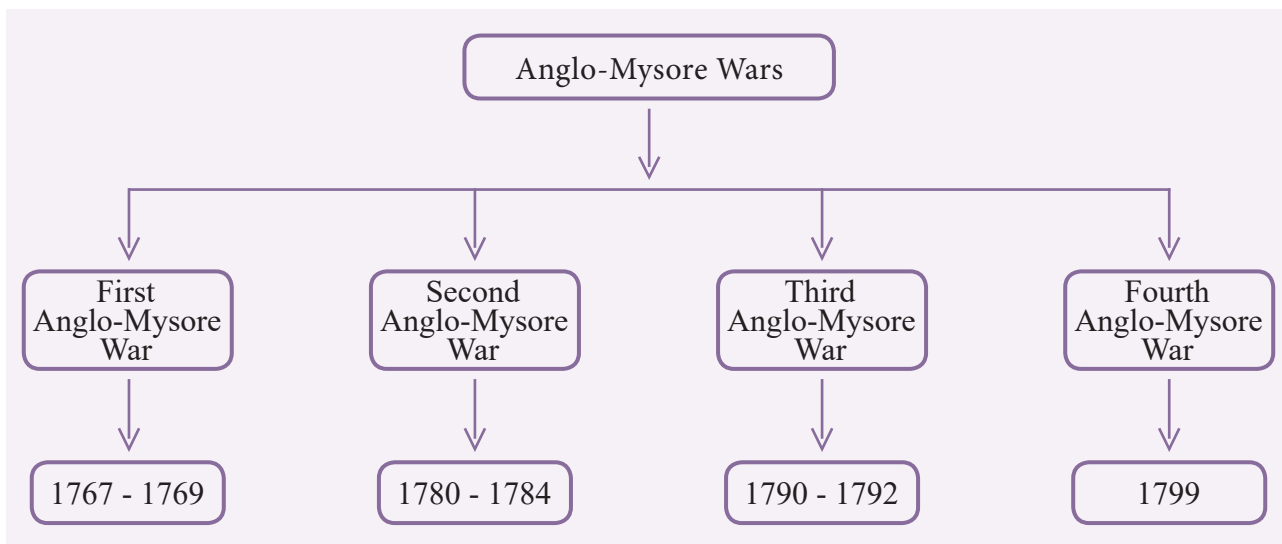 Anglo-Mysore Wars
First
Anglo-Mysore
War
Second
Anglo-Mysore
War
Third
Anglo-Mysore
War
Fourth
Anglo-Mysore
War
1767 - 1769
1780 - 1784
1790 - 1792
1799